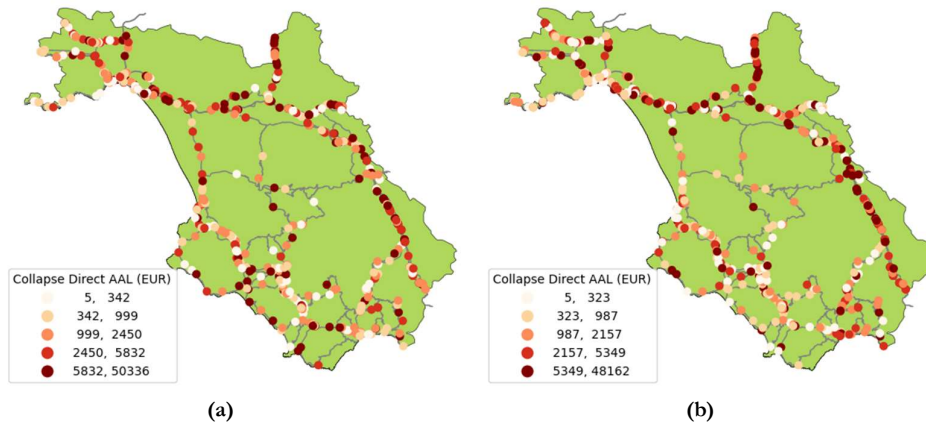 Collapse Direct AAL (EUR)
5, 342
342, 999
999, 2450
2450, 5832
5832, 50336
(a)
Collapse Direct AAL (EUR)
5, 323
323, 987
987, 2157
2157, 5349
5349, 48162
(b)